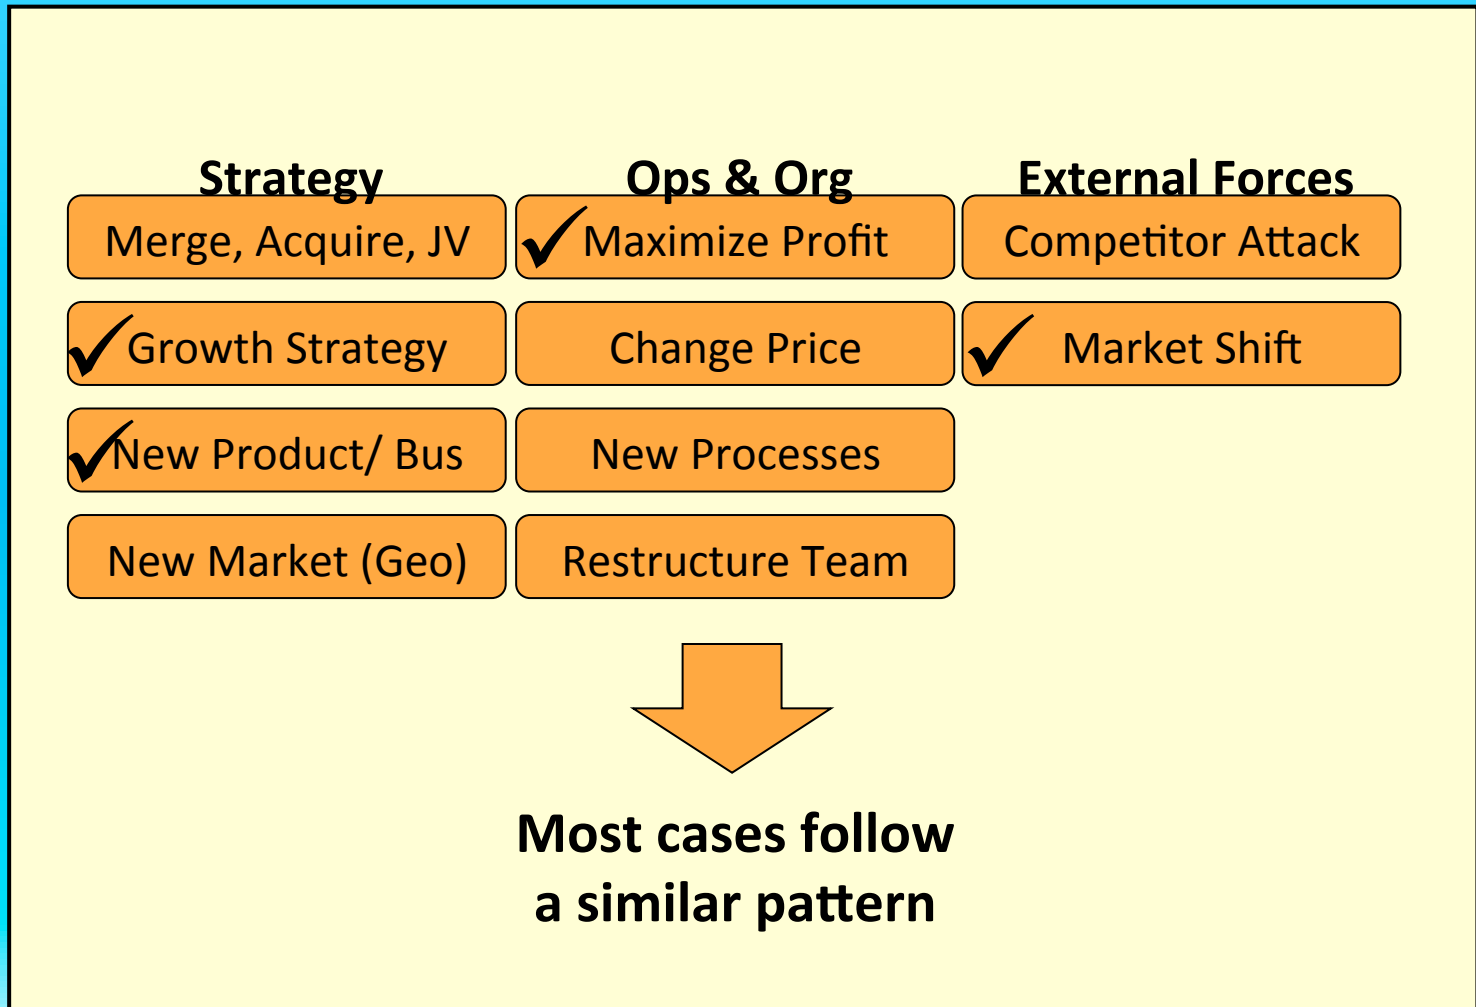 Strategy
Ops & Org
External Forces
Merge, Acquire, JV
Maximize Profit
Competitor Attack
Growth Strategy
Change Price
Market Shift
New Product/ Bus
New Processes
New Market (Geo)
Restructure Team
Most cases follow
a similar pattern